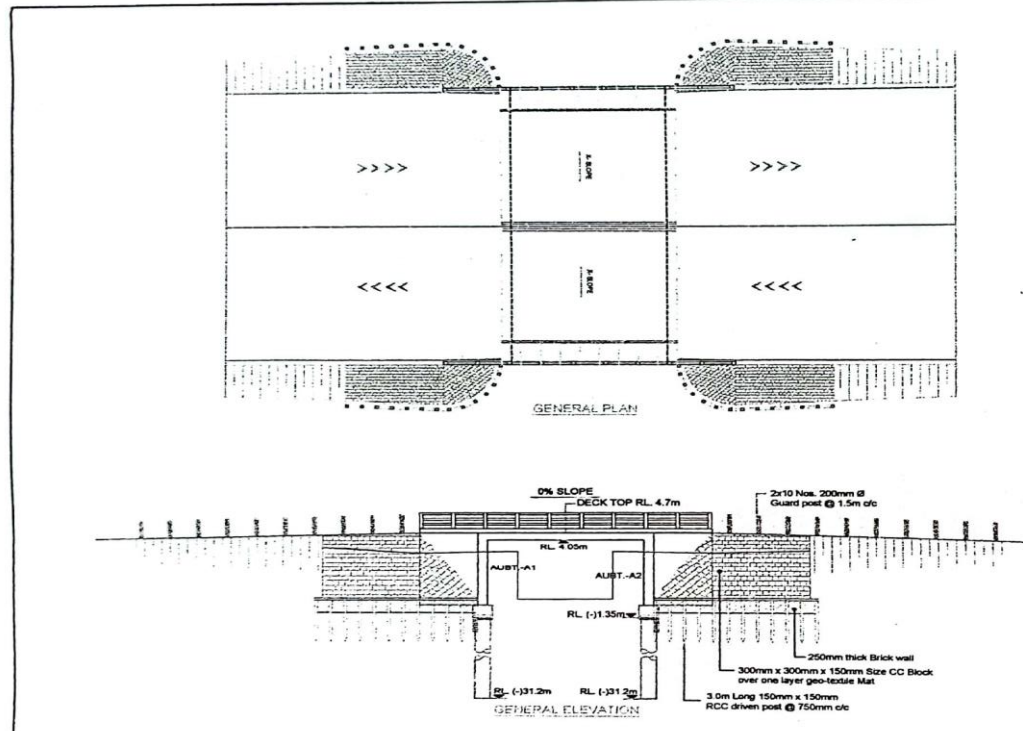 >>>>
>>>>
X-SLOPE
<<<<
<<<<
X-SLOPE
GENERAL PLAN
0% SLOPE
DECK TOP RL. 4.7m
2x10 Nos. 200mm Ø
Guard post @ 1.5m c/c
RL. 4.05m
AUBT.-A1
AUBT.-A2
RL. (-)1.35m
250mm thick Brick wall
300mm x 300mm x 150mm Size CC Block
over one layer geo-textile Mat
RL. (-)31.2m
RL. (-)31.2m
3.0m Long 150mm x 150mm
RCC driven post @ 750mm c/c
GENERAL ELEVATION